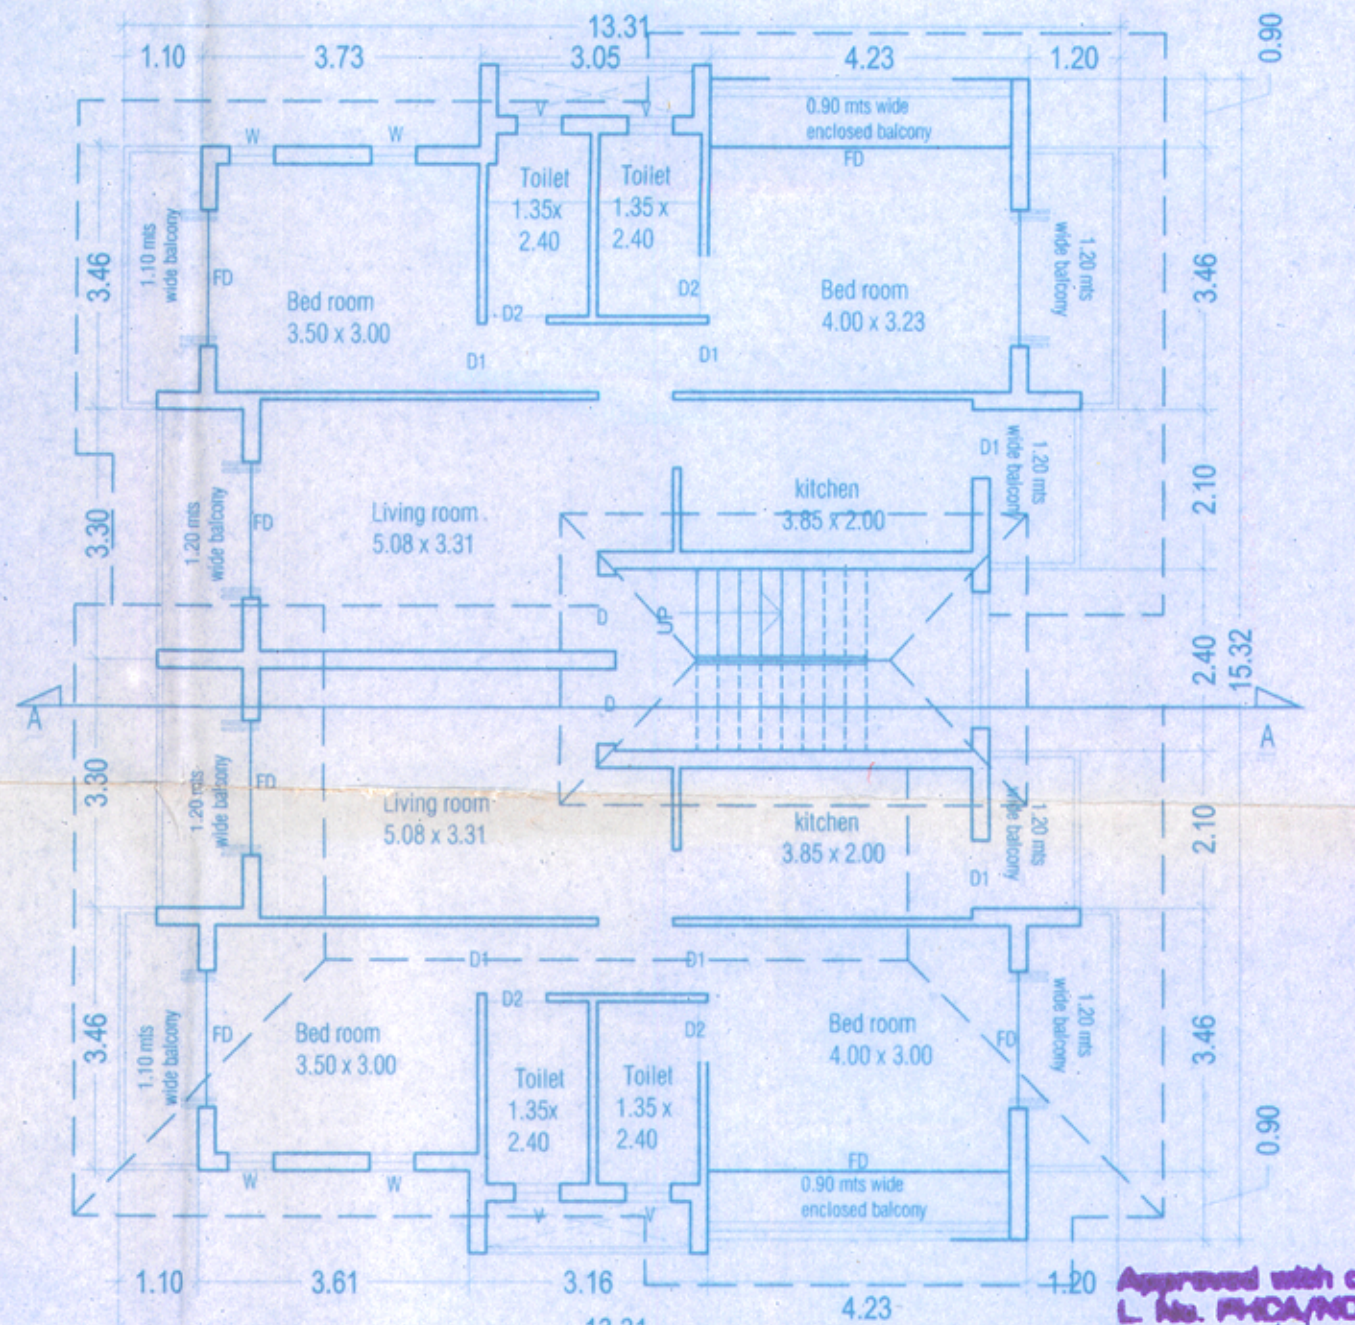 13.31
0.90
1.10 3.73 3.05 4.23 1.20
0.90 mts wide
enclosed balcony
W W V V FD
Toilet
1.35x
2.40
Toilet
1.35 x
2.40
1.10 mts
wide balcony
FD
3.46
Bed room
3.50 x 3.00
D2
D2
D1
D1
Bed room
4.00 x 3.23
1.20 mts
wide balcony
3.46
D1
1.20 mts
wide balcony
2.10
kitchen
3.85 x 2.00
Living room
5.08 x 3.31
FD
1.20 mts
wide balcony
3.30
D
UP
2.40
15.32
A
D
A
3.30
1.20 mts
wide balcony
FD
Living room
5.08 x 3.31
kitchen
3.85 x 2.00
1.20 mts
wide balcony
2.10
D1
D1
D1
D2
D2
3.46
1.10 mts
wide balcony
FD
Bed room
3.50 x 3.00
Toilet
1.35x
2.40
Toilet
1.35 x
2.40
Bed room
4.00 x 3.00
FD
1.20 mts
wide balcony
3.46
0.90
W W V V FD
0.90 mts wide
enclosed balcony
1.10 3.61 3.16 4.23 1.20
Approved with
L. No.